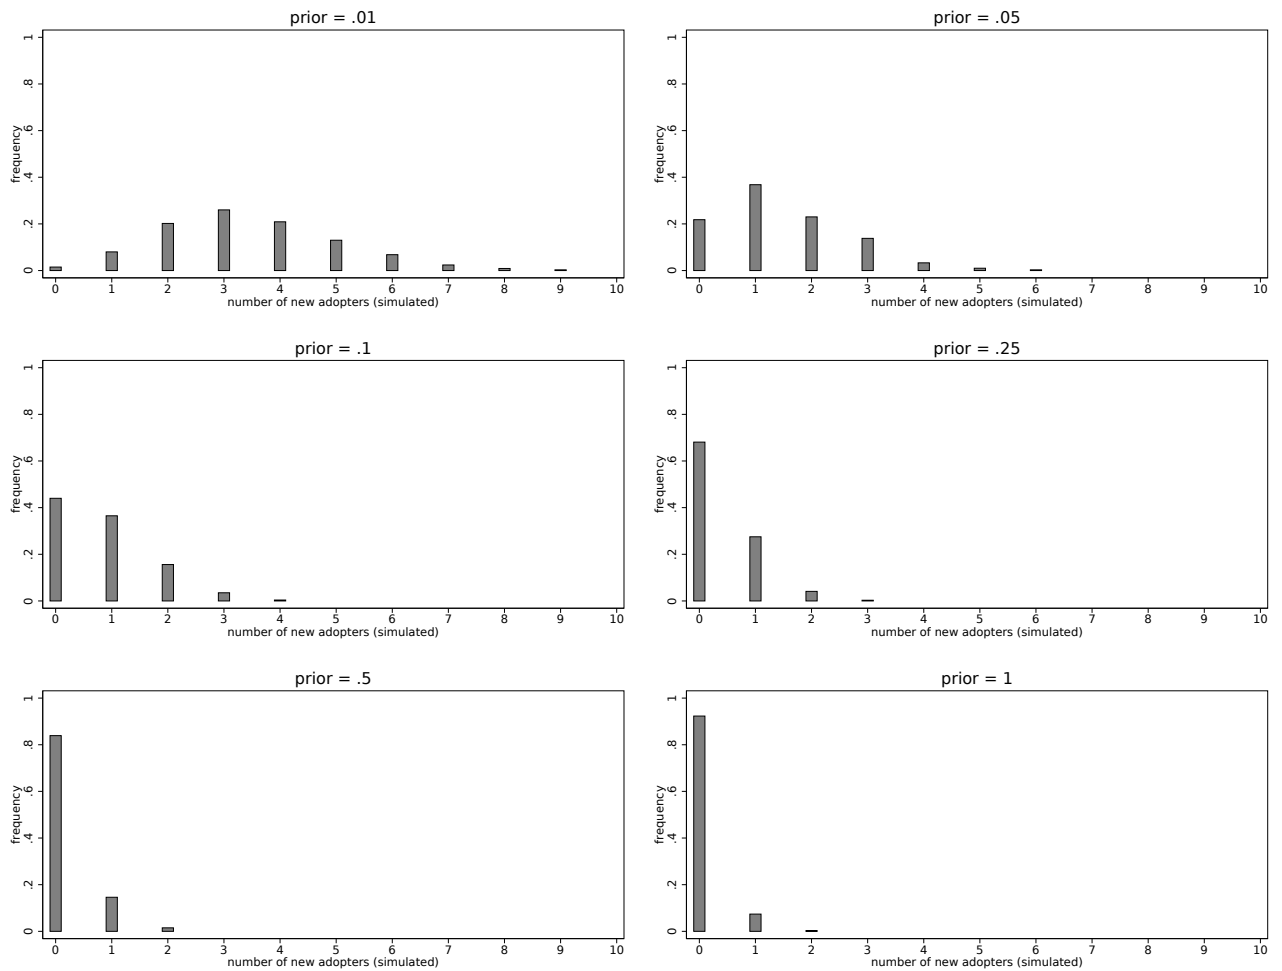 prior = .01
frequency
0 .2 .4 .6 .8 1
0 1 2 3 4 5 6 7 8 9 10
number of new adopters (simulated)
prior = .05
frequency
0 .2 .4 .6 .8 1
0 1 2 3 4 5 6 7 8 9 10
number of new adopters (simulated)
prior = .1
frequency
0 .2 .4 .6 .8 1
0 1 2 3 4 5 6 7 8 9 10
number of new adopters (simulated)
prior = .25
frequency
0 .2 .4 .6 .8 1
0 1 2 3 4 5 6 7 8 9 10
number of new adopters (simulated)
prior = .5
frequency
0 .2 .4 .6 .8 1
0 1 2 3 4 5 6 7 8 9 10
number of new adopters (simulated)
prior = 1
frequency
0 .2 .4 .6 .8 1
0 1 2 3 4 5 6 7 8 9 10
number of new adopters (simulated)